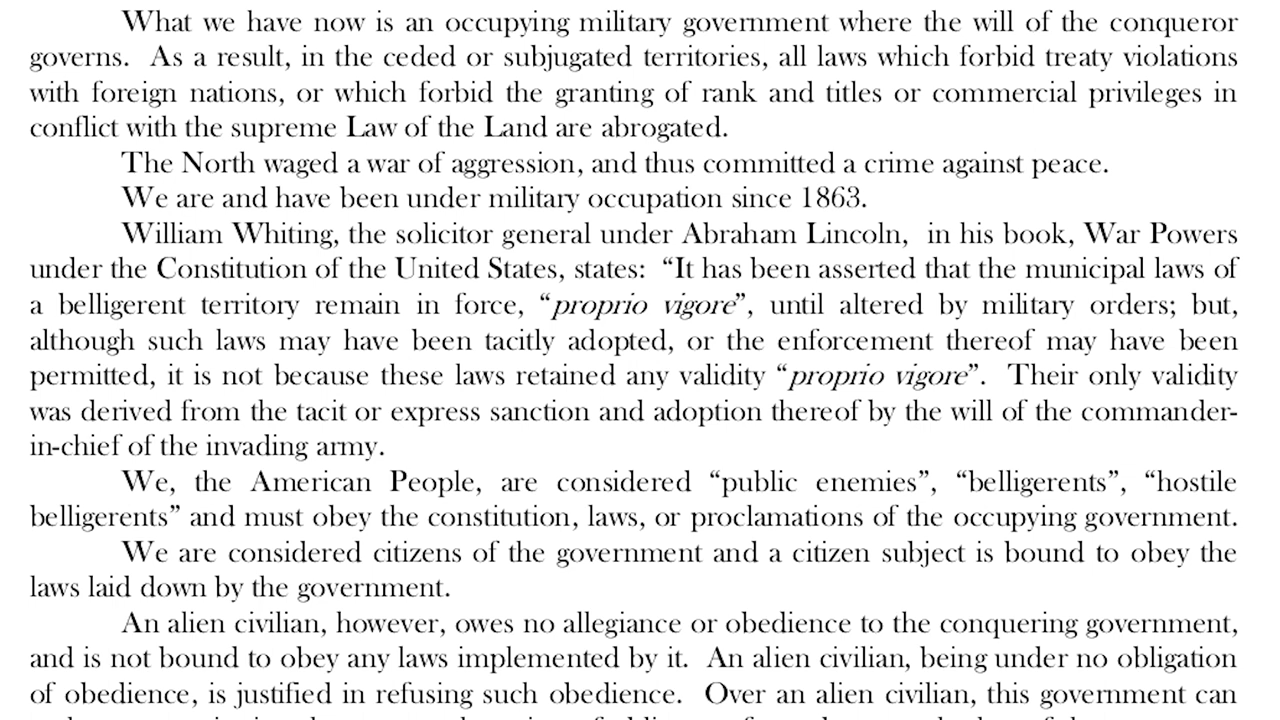 What we have now is an occupying military government where the will of the conqueror
governs. As a result, in the ceded or subjugated territories, all laws which forbid treaty violations
with foreign nations, or which forbid the granting of rank and titles or commercial privileges in
conflict with the supreme Law of the Land are abrogated.
The North waged a war of aggression, and thus committed a crime against peace.
We are and have been under military occupation since 1863.
William Whiting, the solicitor general under Abraham Lincoln, in his book, War Powers
under the Constitution of the United States, states: “It has been asserted that the municipal laws of
a belligerent territory remain in force, “proprio vigore”, until altered by military orders; but,
although such laws may have been tacitly adopted, or the enforcement thereof may have been
permitted, it is not because these laws retained any validity “proprio vigore”. Their only validity
was derived from the tacit or express sanction and adoption thereof by the will of the commander-
in-chief of the invading army.
We, the American People, are considered “public enemies”, “belligerents”, “hostile
belligerents” and must obey the constitution, laws, or proclamations of the occupying government.
We are considered citizens of the government and a citizen subject is bound to obey the
laws laid down by the government.
An alien civilian, however, owes no allegiance or obedience to the conquering government,
and is not bound to obey any laws implemented by it. An alien civilian, being under no obligation
of obedience, is justified in refusing such obedience. Over an alien civilian, this government can